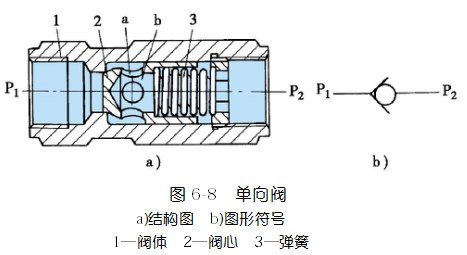 1 2 a b 3
P₁ P₂ P₁ P₂
a) b)
图 6-8 单向阀
a)结构图 b)图形符号
1—阀体 2—阀心 3—弹簧